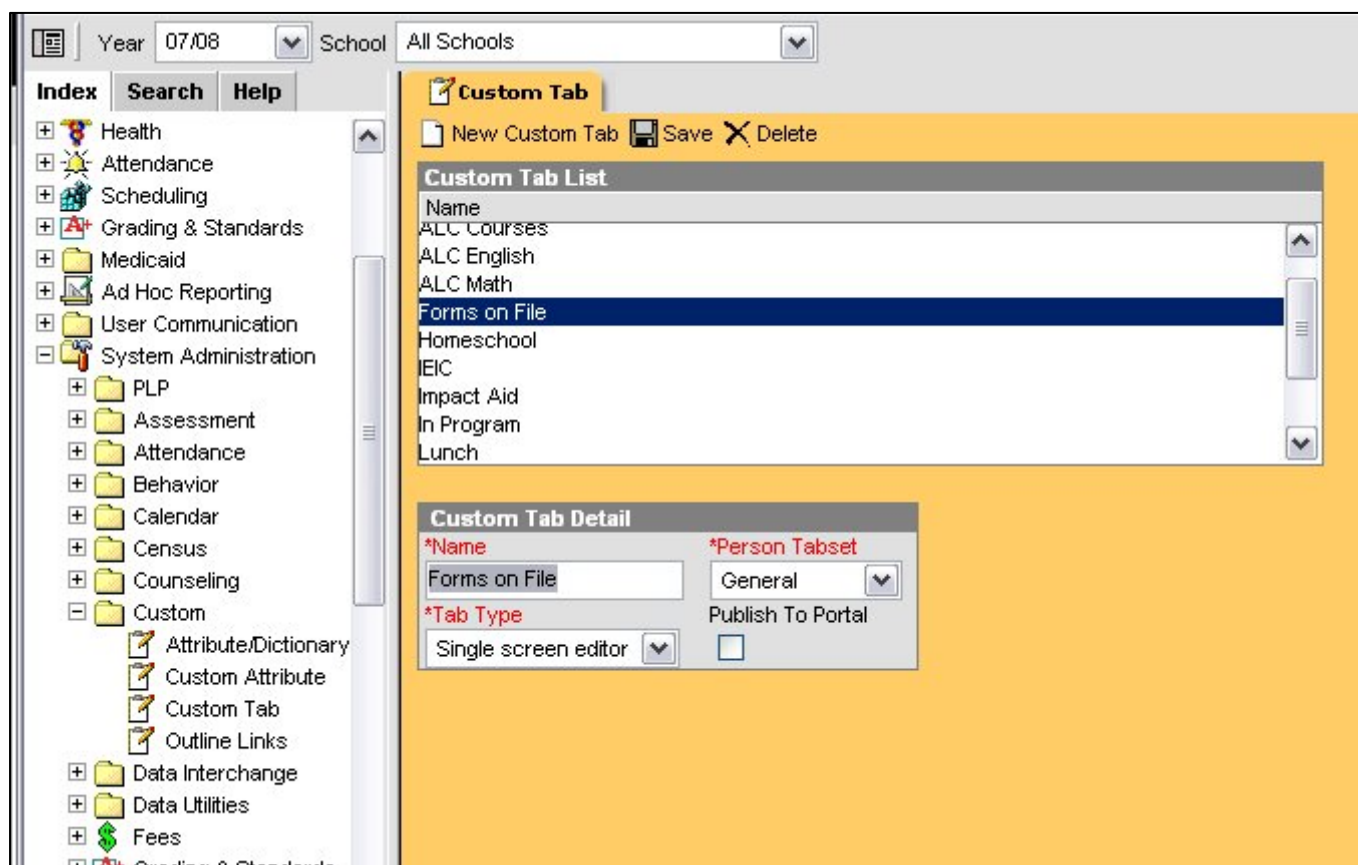 Year 07/08 School All Schools
Index Search Help
Health
Attendance
Scheduling
Grading & Standards
Medicaid
Ad Hoc Reporting
User Communication
System Administration
PLP
Assessment
Attendance
Behavior
Calendar
Census
Counseling
Custom
Attribute/Dictionary
Custom Attribute
Custom Tab
Outline Links
Data Interchange
Data Utilities
Fees
Grading & Standards
Custom Tab
New Custom Tab Save Delete
Custom Tab List
Name
ALC Courses
ALC English
ALC Math
Forms on File
Homeschool
IEIC
Impact Aid
In Program
Lunch
Custom Tab Detail
*Name *Person Tabset
Forms on File General
*Tab Type Publish To Portal
Single screen editor